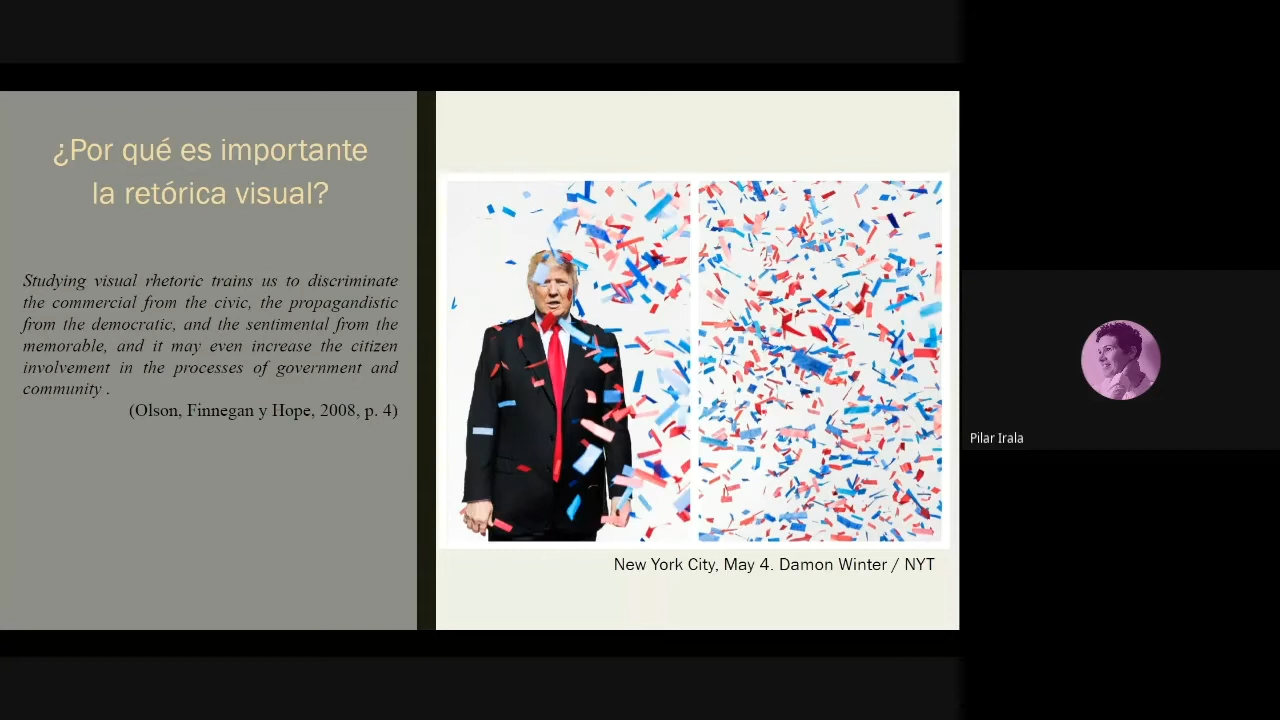 ¿Por qué es importante
la retórica visual?
Studying visual rhetoric trains us to discriminate
the commercial from the civic, the propagandistic
from the democratic, and the sentimental from the
memorable, and it may even increase the citizen
involvement in the processes of government and
community .
(Olson, Finnegan y Hope, 2008, p. 4)
New York City, May 4. Damon Winter / NYT
Pilar Irala